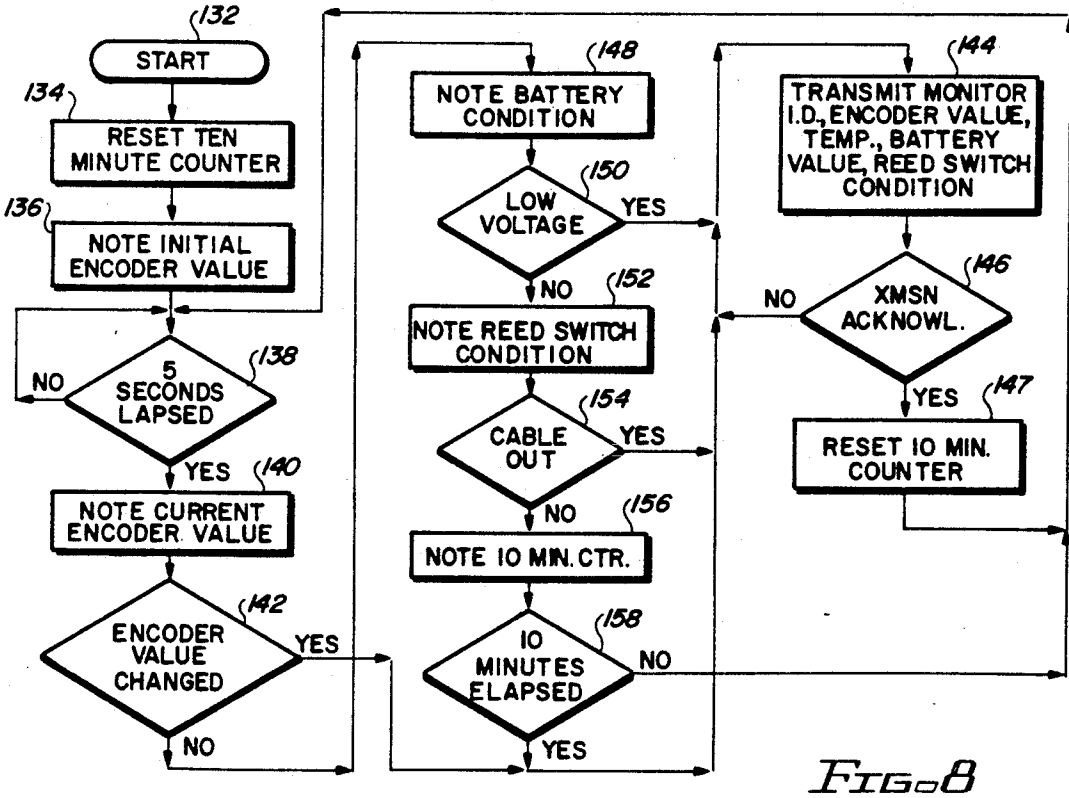 132
START
134
RESET TEN
MINUTE COUNTER
136
NOTE INITIAL
ENCODER VALUE
138
5
SECONDS
LAPSED
NO
YES
140
NOTE CURRENT
ENCODER VALUE
142
ENCODER
VALUE
CHANGED
YES
NO
148
NOTE BATTERY
CONDITION
150
LOW
VOLTAGE
YES
NO
152
NOTE REED SWITCH
CONDITION
154
CABLE
OUT
YES
NO
156
NOTE 10 MIN. CTR.
158
10
MINUTES
ELAPSED
NO
YES
144
TRANSMIT MONITOR
I.D., ENCODER VALUE,
TEMP., BATTERY
VALUE, REED SWITCH
CONDITION
146
XMSN
ACKNOWL.
NO
YES
147
RESET 10 MIN.
COUNTER
FIG. 8